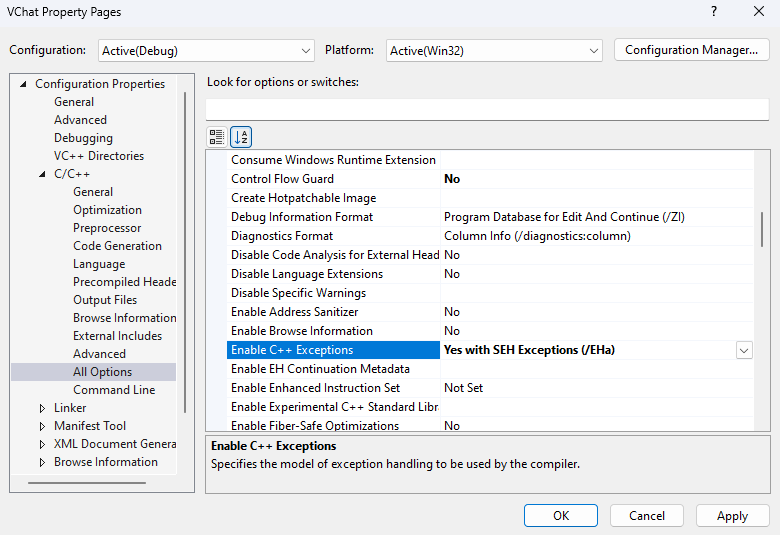 VChat Property Pages
?
Configuration: Active(Debug) Platform: Active(Win32) Configuration Manager...
Configuration Properties
General
Advanced
Debugging
VC++ Directories
C/C++
General
Optimization
Preprocessor
Code Generation
Language
Precompiled Heade
Output Files
Browse Information
External Includes
Advanced
All Options
Command Line
Linker
Manifest Tool
XML Document Genera
Browse Information
Look for options or switches:
Consume Windows Runtime Extension
Control Flow Guard No
Create Hotpatchable Image
Debug Information Format Program Database for Edit And Continue (/ZI)
Diagnostics Format Column Info (/diagnostics:column)
Disable Code Analysis for External Head No
Disable Language Extensions No
Disable Specific Warnings
Enable Address Sanitizer No
Enable Browse Information No
Enable C++ Exceptions Yes with SEH Exceptions (/EHa)
Enable EH Continuation Metadata
Enable Enhanced Instruction Set Not Set
Enable Experimental C++ Standard Libr
Enable Fiber-Safe Optimizations No
Enable C++ Exceptions
Specifies the model of exception handling to be used by the compiler.
OK Cancel Apply